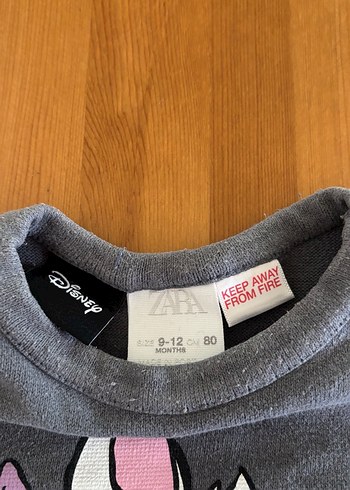 Disney
ZARA
SIZE 9-12 CM 80
MONTHS
KEEP AWAY
FROM FIRE